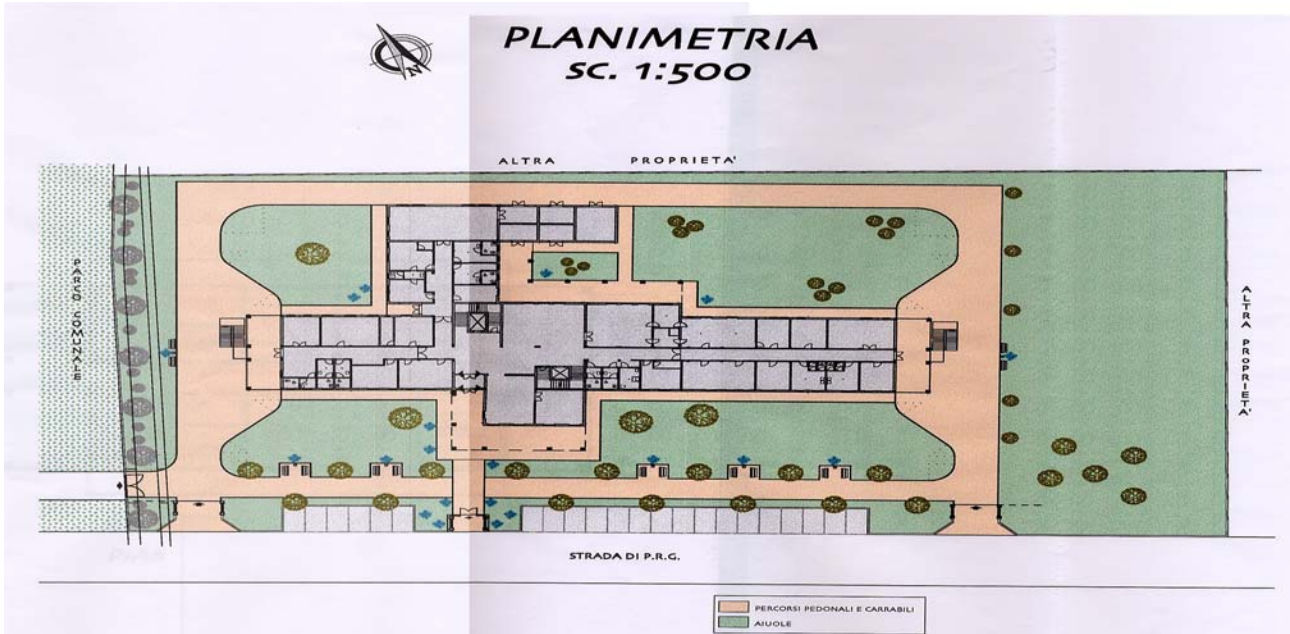 PLANIMETRIA
SC. 1:500
N
ALTRA PROPRIETA'
PARCO COMUNALE
ALTRA PROPRIETA'
STRADA DI P.R.G.
PERCORSI PEDONALI E CARRABILI
AIUOLE